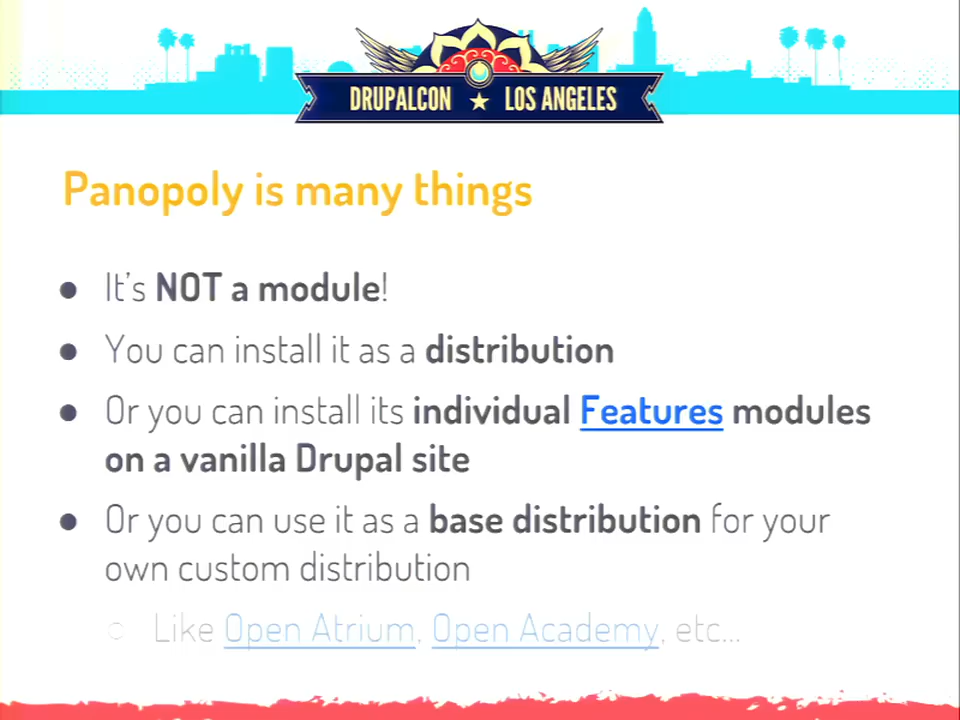 DRUPALCON ★ LOS ANGELES
Panopoly is many things
● It's NOT a module!
● You can install it as a distribution
● Or you can install its individual Features modules
on a vanilla Drupal site
● Or you can use it as a base distribution for your
own custom distribution
○ Like Open Atrium, Open Academy, etc...